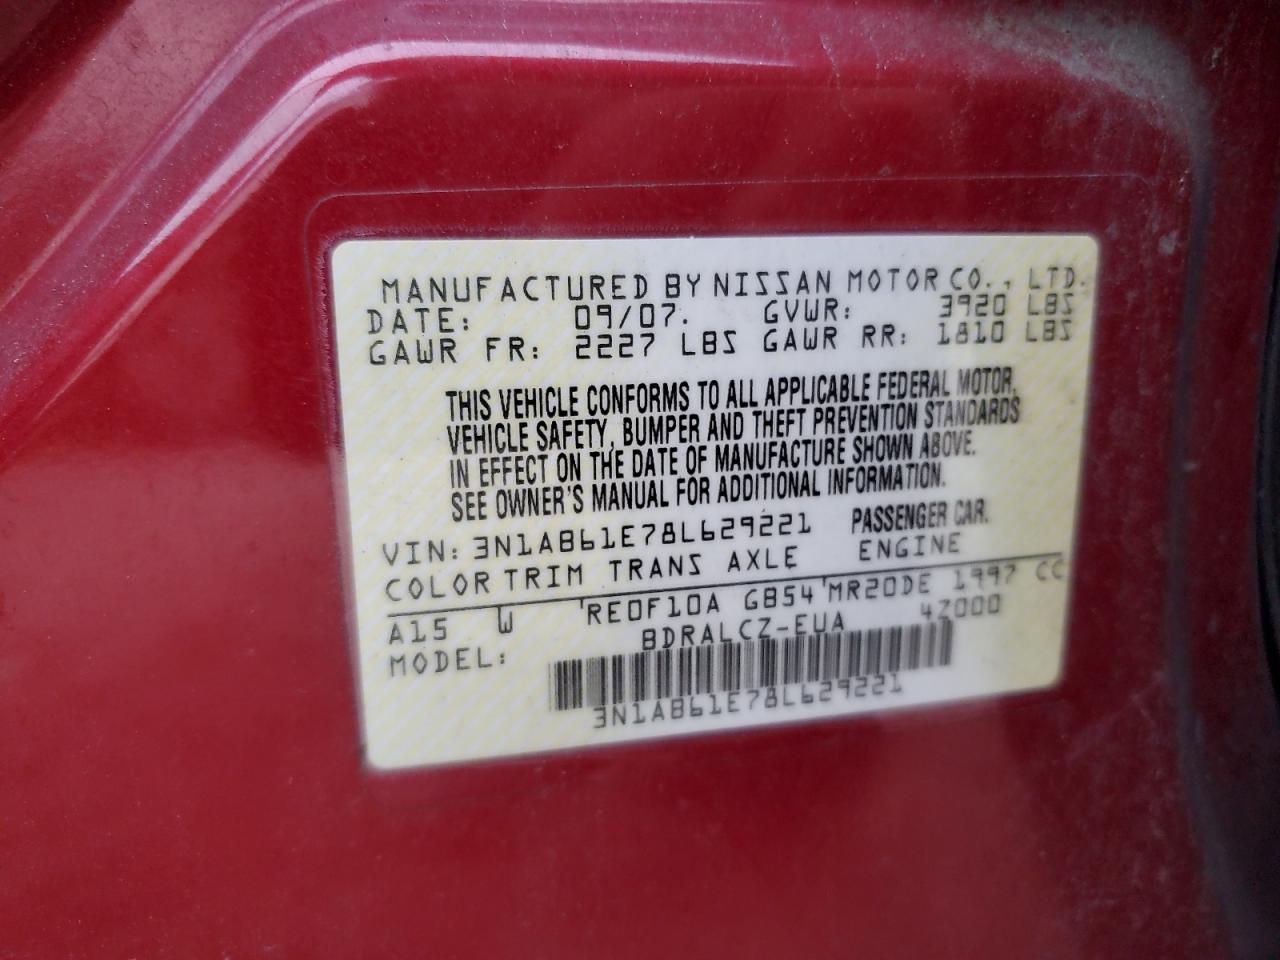 MANUFACTURED BY NISSAN MOTOR CO., LTD.
DATE: 09/07. GVWR: 3920 LBS
GAWR FR: 2227 LBS GAWR RR: 1810 LBS
THIS VEHICLE CONFORMS TO ALL APPLICABLE FEDERAL MOTOR
VEHICLE SAFETY, BUMPER AND THEFT PREVENTION STANDARDS
IN EFFECT ON THE DATE OF MANUFACTURE SHOWN ABOVE.
SEE OWNER'S MANUAL FOR ADDITIONAL INFORMATION.
VIN: 3N1AB61E78L629221 PASSENGER CAR.
COLOR TRIM TRANS AXLE ENGINE
A15 W RE0F10A GB54 MR20DE 1997 CC
MODEL: BDRALCZ-EUA 4Z000
3N1AB61E78L629221